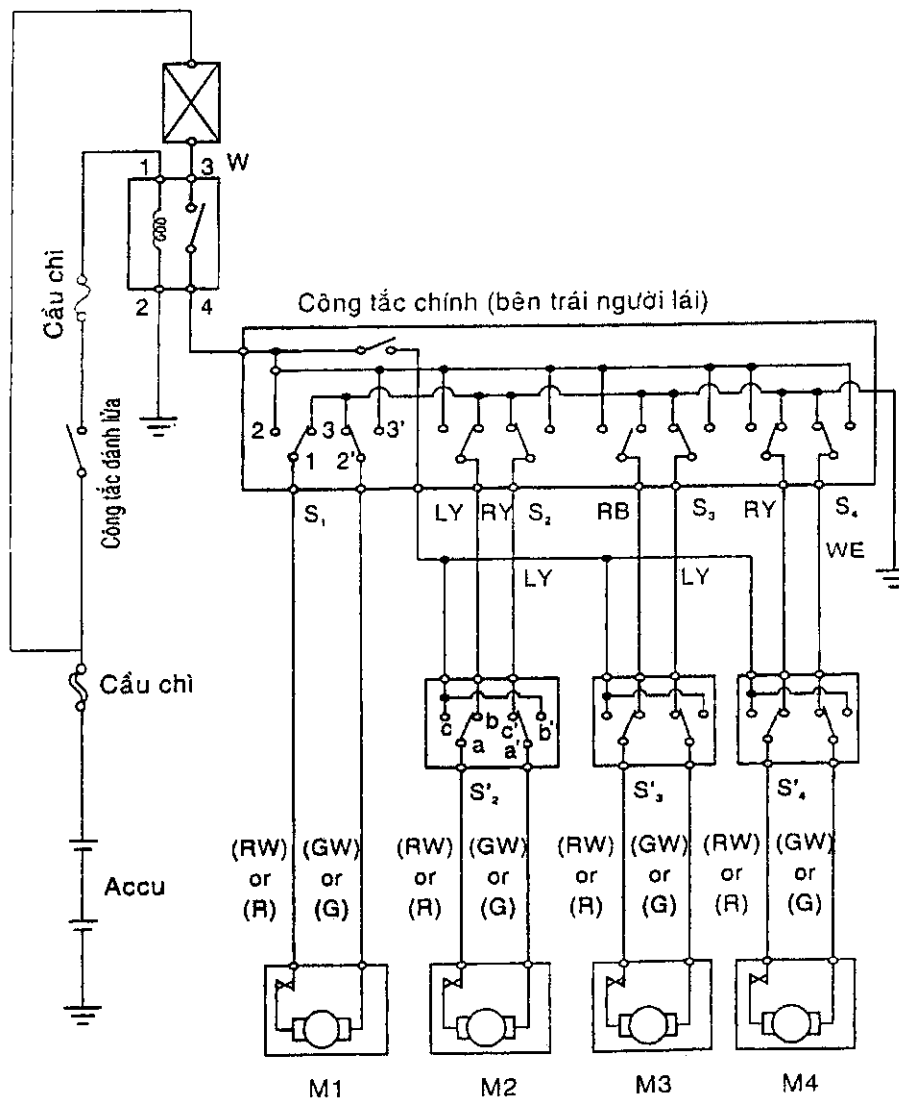 1 3 W
Cầu chì
2 4
Công tắc đánh lửa
Công tắc chính (bên trái người lái)
2 3 3 3'
1 2'
S₁ LY RY S₂ RB S₃ RY S₄
LY LY WE
Cầu chì
c b c' b'
a a'
S'₂ S'₃ S'₄
Accu
(RW) (GW) (RW) (GW) (RW) (GW) (RW) (GW)
or or or or or or or or
(R) (G) (R) (G) (R) (G) (R) (G)
M1 M2 M3 M4